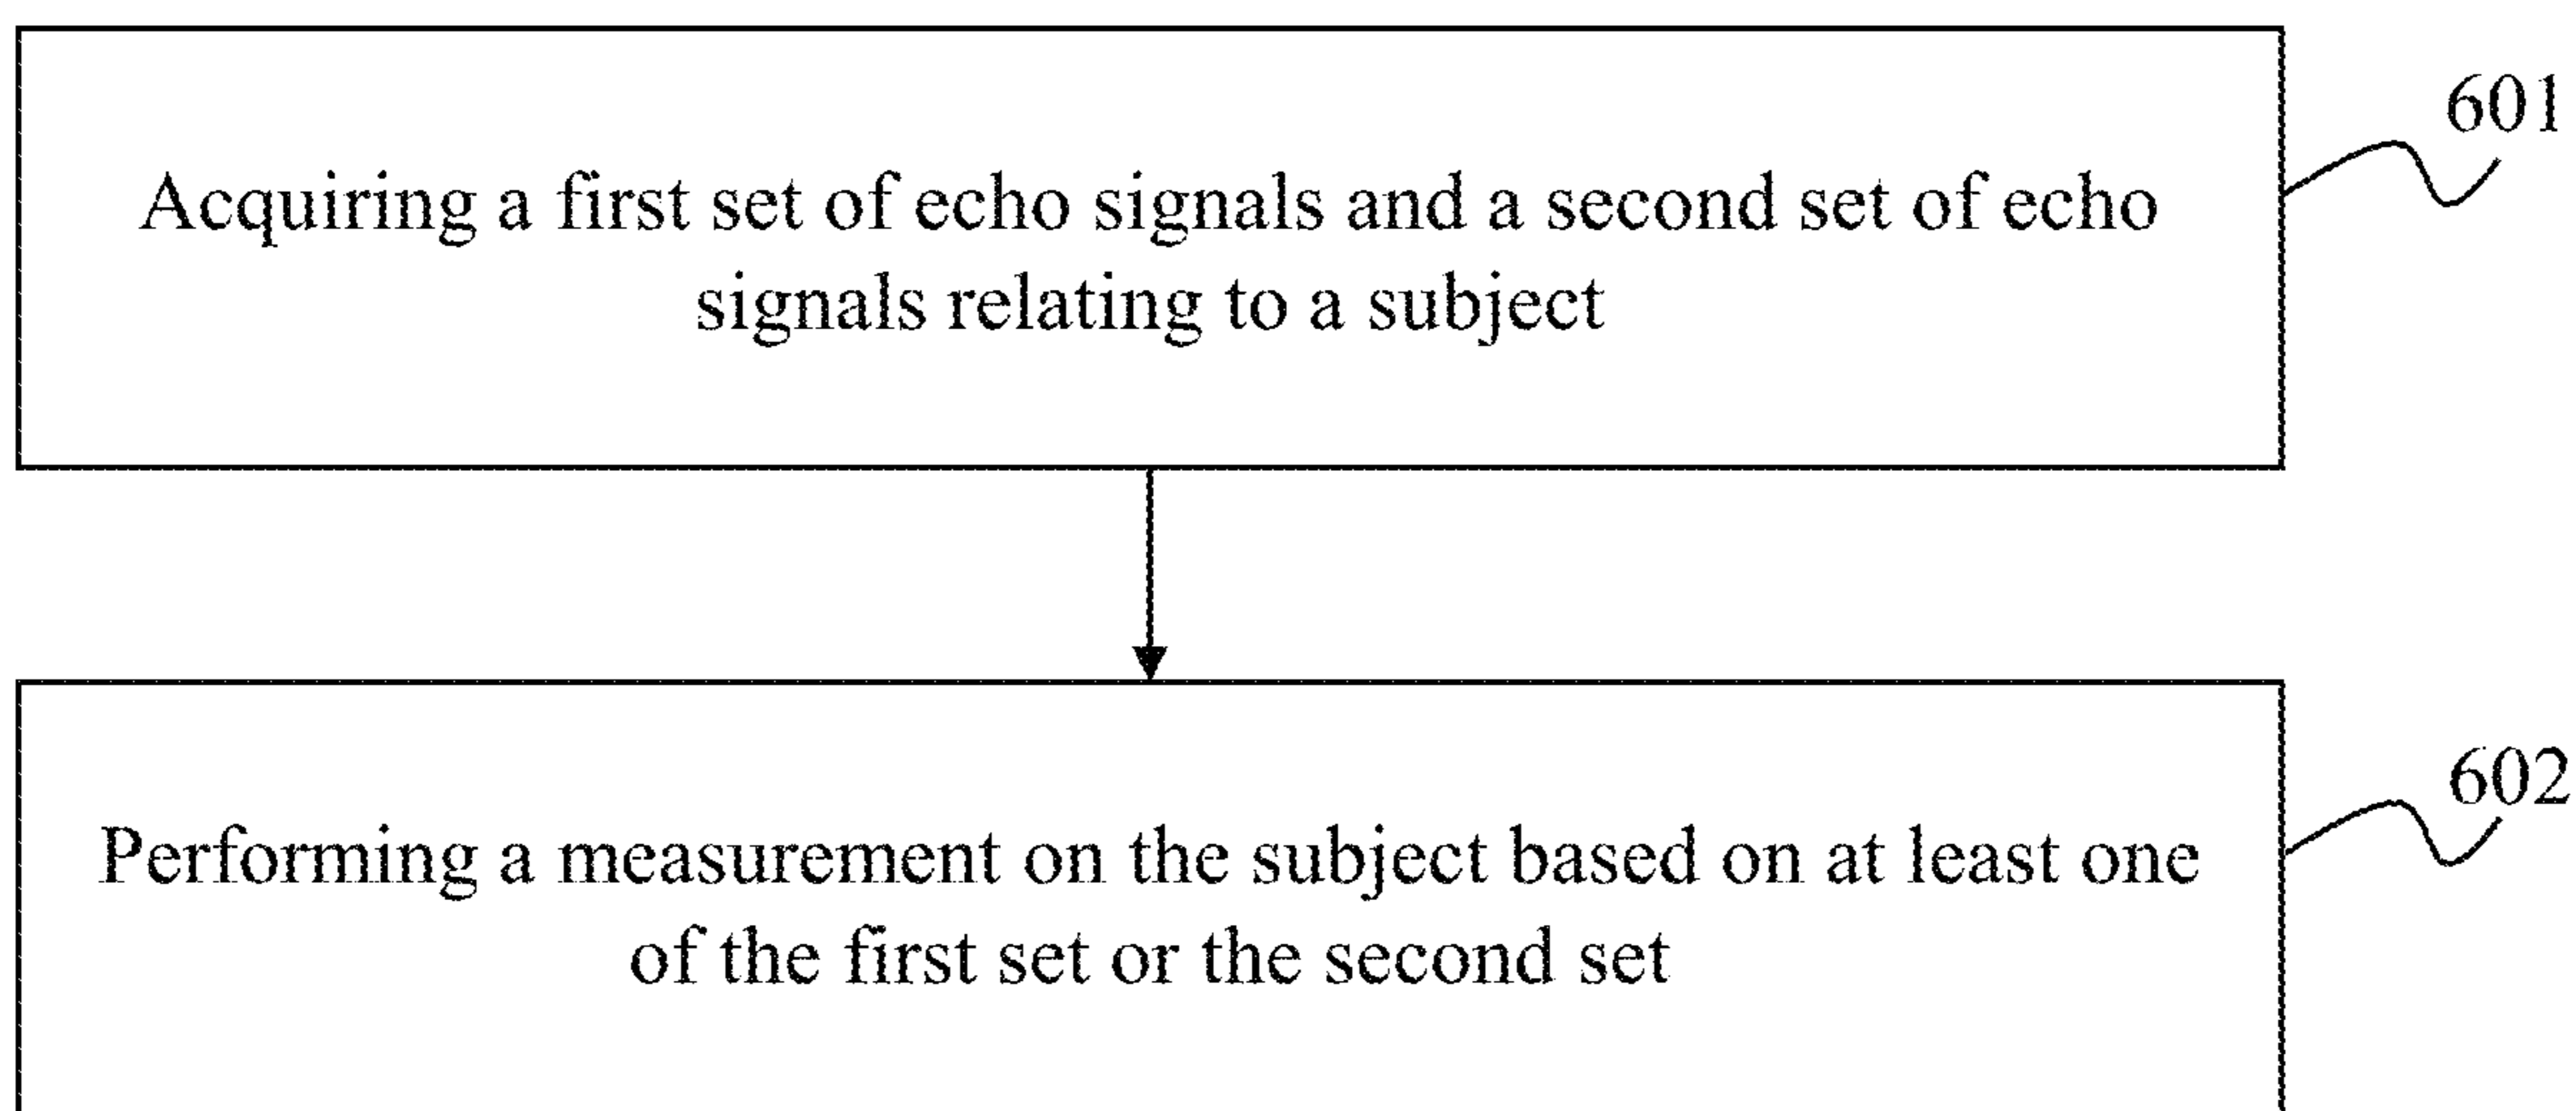 601
Acquiring a first set of echo signals and a second set of echo
signals relating to a subject
602
Performing a measurement on the subject based on at least one
of the first set or the second set